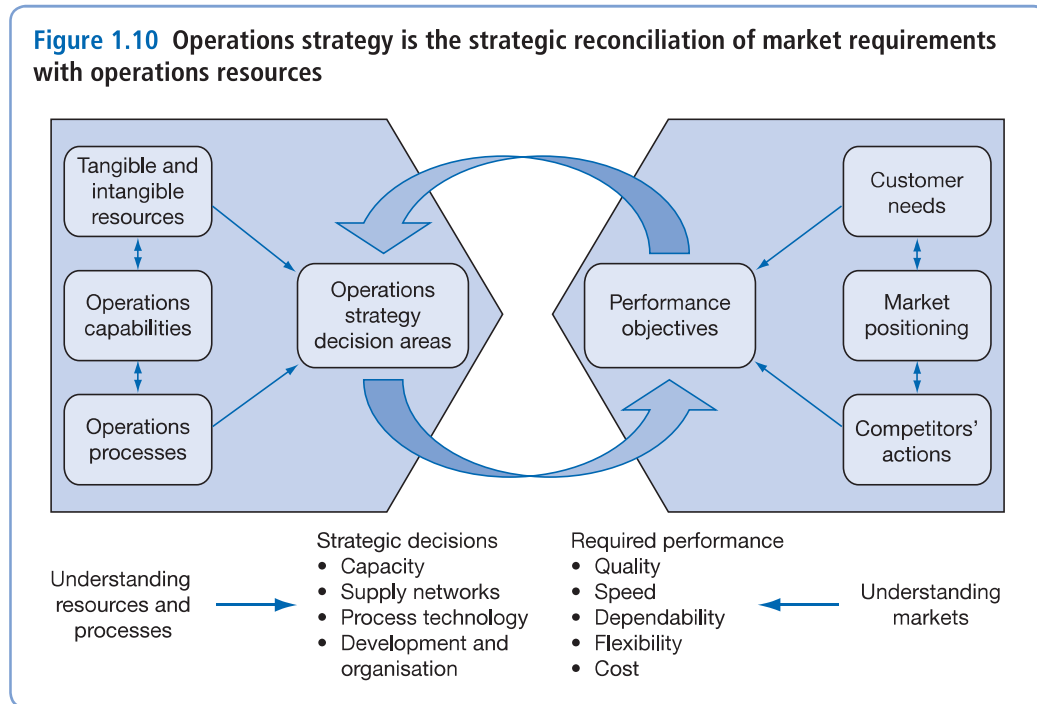 Figure 1.10 Operations strategy is the strategic reconciliation of market requirements
with operations resources
Tangible and
intangible
resources
Operations
capabilities
Operations
processes
Operations
strategy
decision areas
Performance
objectives
Customer
needs
Market
positioning
Competitors’
actions
Understanding
resources and
processes
Strategic decisions
• Capacity
• Supply networks
• Process technology
• Development and
organisation
Required performance
• Quality
• Speed
• Dependability
• Flexibility
• Cost
Understanding
markets